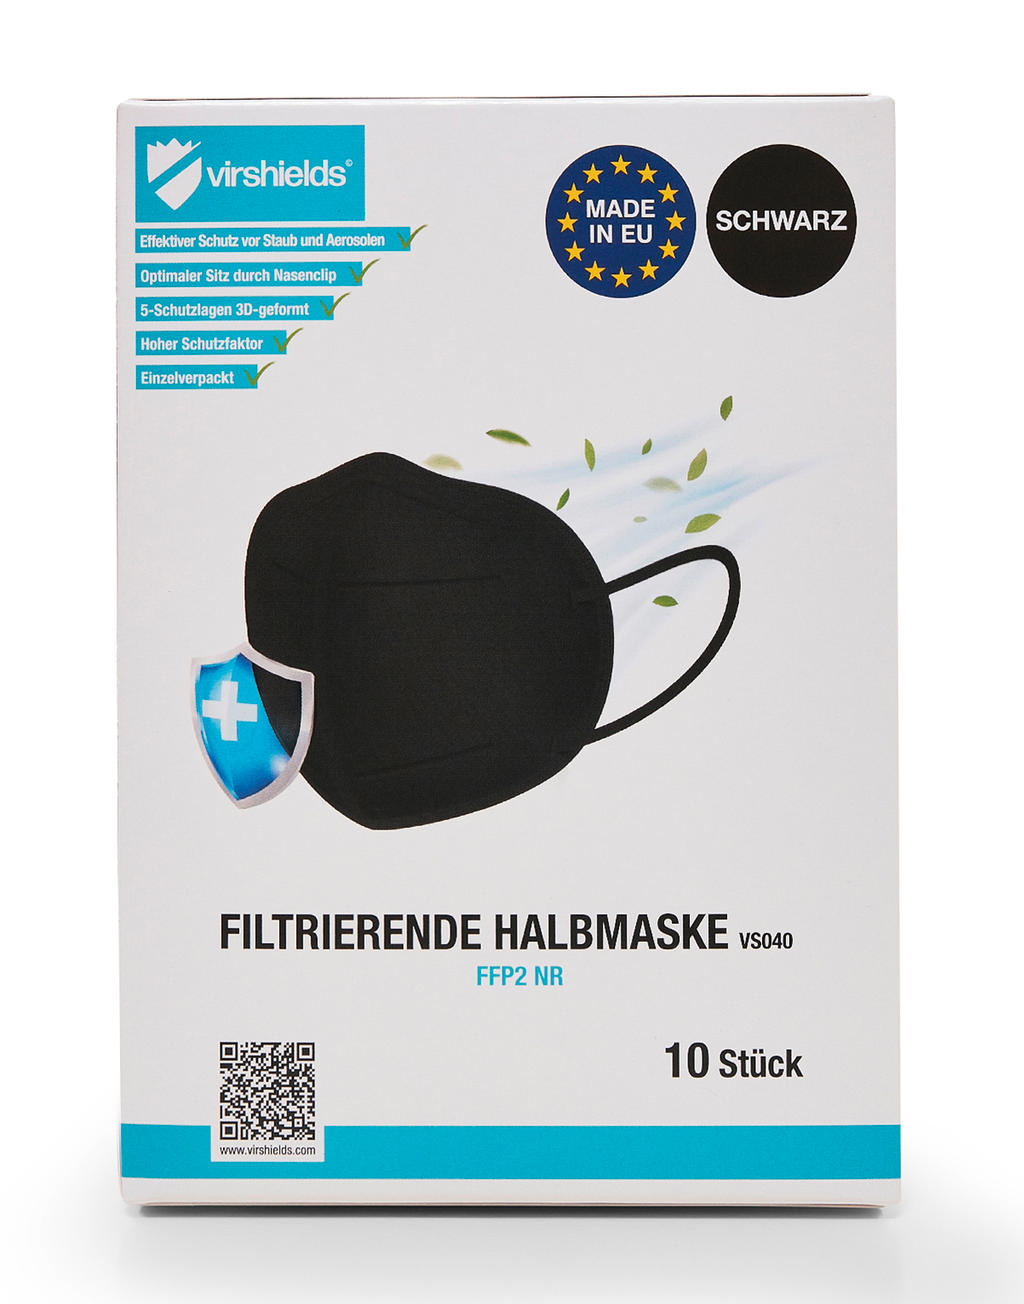 virshields©
Effektiver Schutz vor Staub und Aerosolen
Optimaler Sitz durch Nasenclip
5-Schutzlagen 3D-geformt
Hoher Schutzfaktor
Einzelverpackt
MADE
IN EU
SCHWARZ
FILTRIERENDE HALBMASKE VS040
FFP2 NR
10 Stück
www.virshields.com